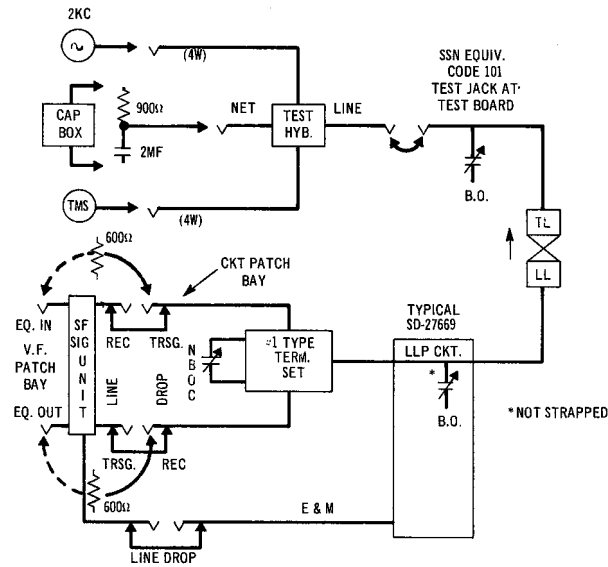 2KC
(4W)
SSN EQUIV.
CODE 101
TEST JACK AT
TEST BOARD
900Ω
CAP
BOX
NET
TEST
HYB.
LINE
2MF
B.O.
TMS
(4W)
TL
LL
600Ω
CKT PATCH
BAY
TYPICAL
SD-27669
EQ. IN
SF
SIG
UNIT
REC
TRSG.
LLP CKT.
V.F.
PATCH
BAY
LINE
DROP
NBOC
#1 TYPE
TERM.
SET
*
B.O.
*NOT STRAPPED
EQ. OUT
TRSG.
REC
600Ω
E & M
LINE DROP